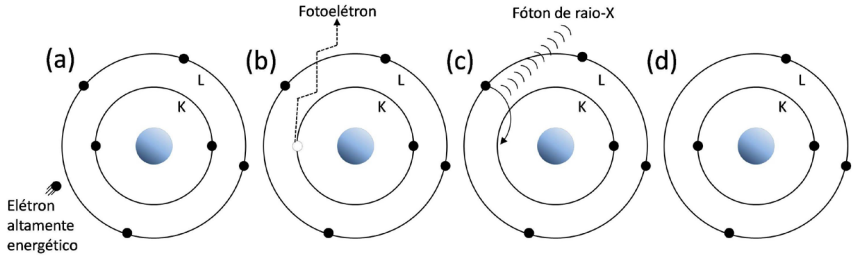 Fotoelétron
Fóton de raio-X
(a)
L
K
(b)
L
K
(c)
L
K
(d)
L
K
Elétron
altamente
energético